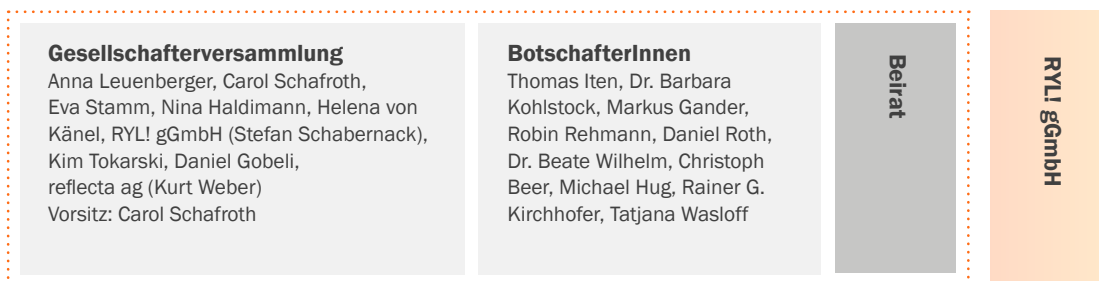 Gesellschafterversammlung
Anna Leuenberger, Carol Schafroth,
Eva Stamm, Nina Haldimann, Helena von
Känel, RYL! gGmbH (Stefan Schabernack),
Kim Tokarski, Daniel Gobeli,
reflecta ag (Kurt Weber)
Vorsitz: Carol Schafroth
BotschafterInnen
Thomas Iten, Dr. Barbara
Kohlstock, Markus Gander,
Robin Rehmann, Daniel Roth,
Dr. Beate Wilhelm, Christoph
Beer, Michael Hug, Rainer G.
Kirchhofer, Tatjana Wasloff
Beirat
RYL! gGmbH